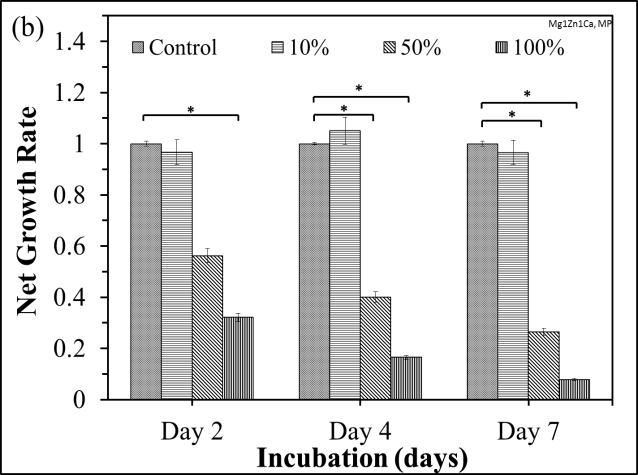 (b)
Mg1Zn1Ca, MP
Control 10% 50% 100%
Net Growth Rate
1.4
1.2
1
0.8
0.6
0.4
0.2
0
*
*
*
*
*
Day 2 Day 4 Day 7
Incubation (days)